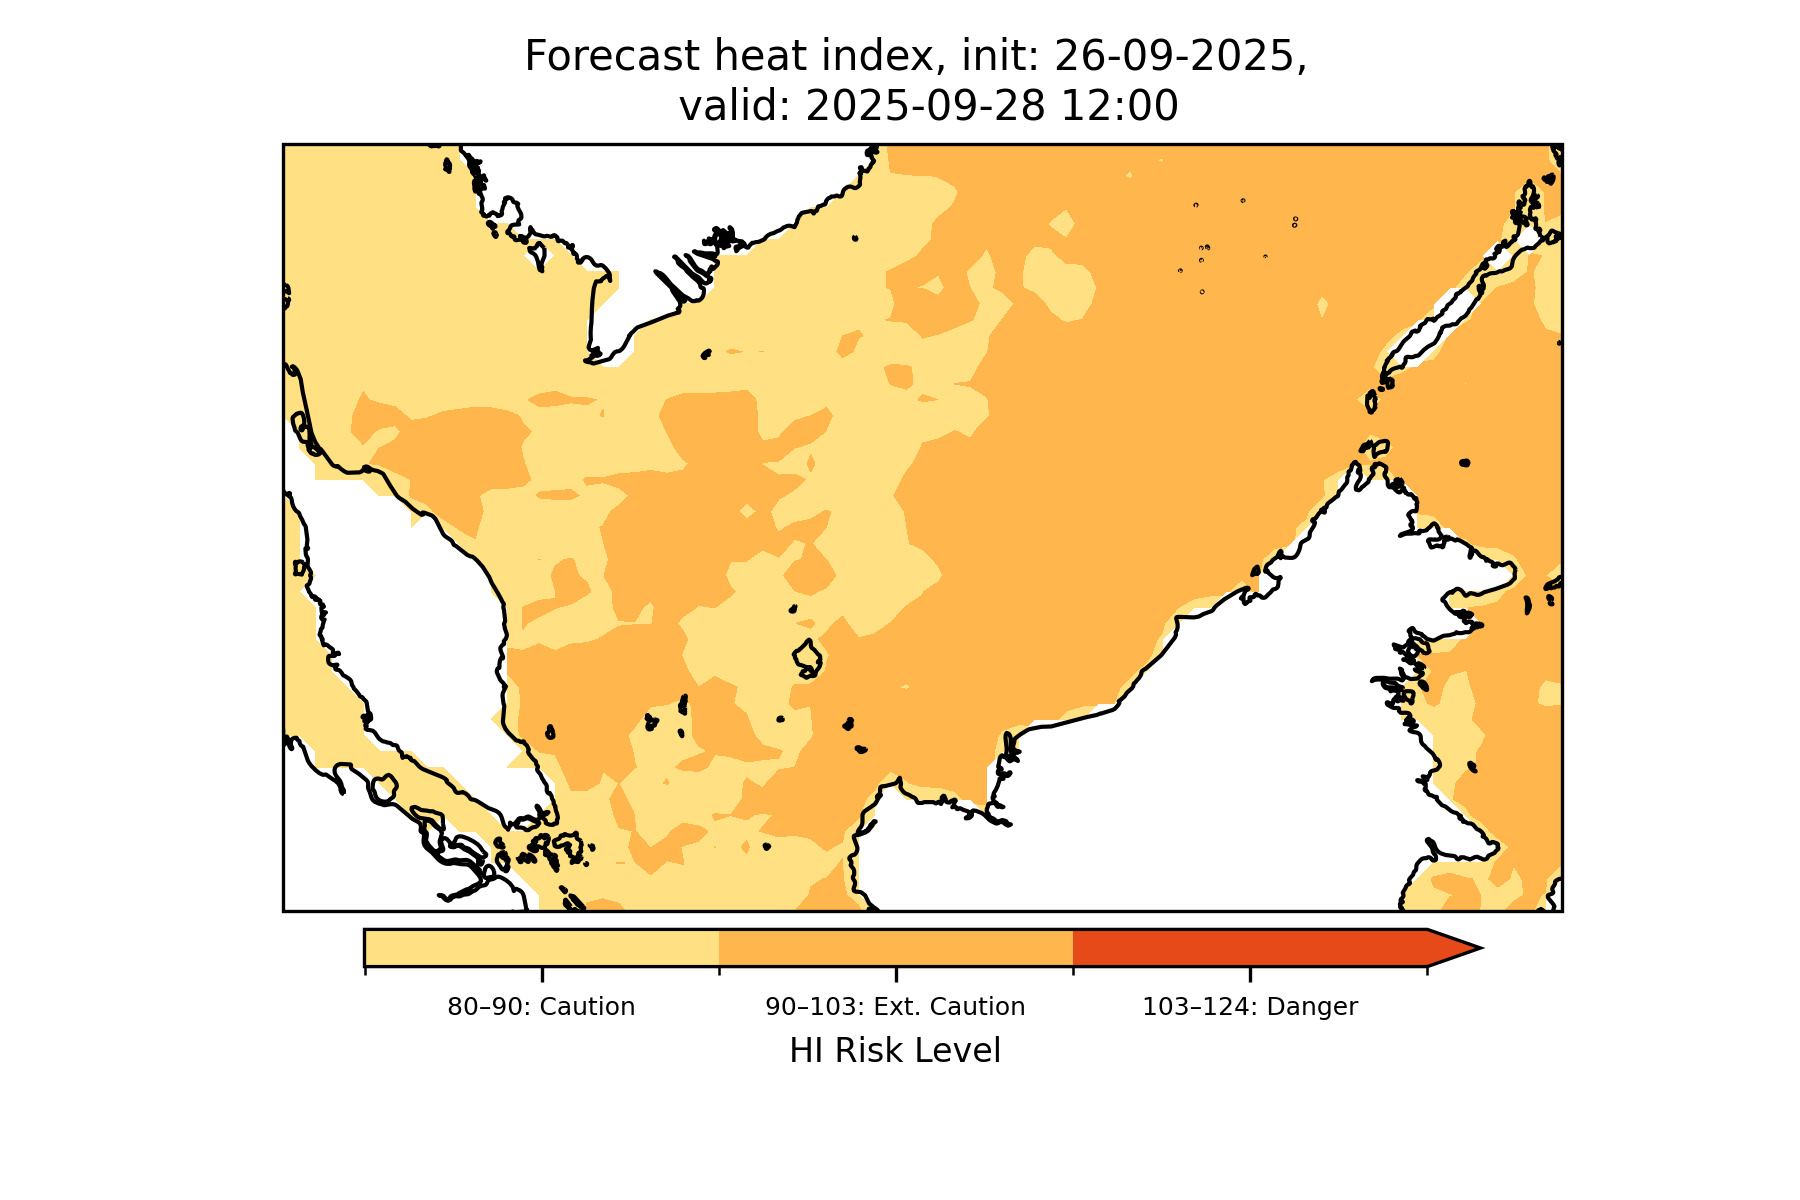 Forecast heat index, init: 26-09-2025,
valid: 2025-09-28 12:00
80–90: Caution
90–103: Ext. Caution
103–124: Danger
HI Risk Level